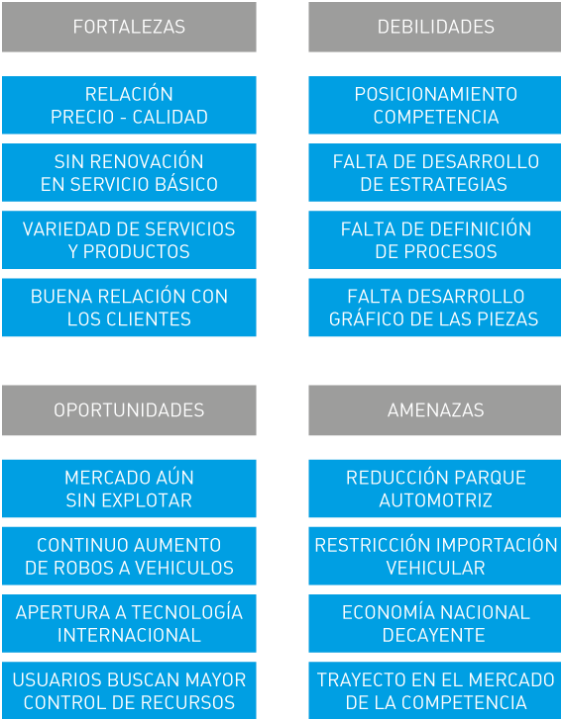 FORTALEZAS
RELACIÓN
PRECIO - CALIDAD
SIN RENOVACIÓN
EN SERVICIO BÁSICO
VARIEDAD DE SERVICIOS
Y PRODUCTOS
BUENA RELACIÓN CON
LOS CLIENTES
DEBILIDADES
POSICIONAMIENTO
COMPETENCIA
FALTA DE DESARROLLO
DE ESTRATEGIAS
FALTA DE DEFINICIÓN
DE PROCESOS
FALTA DESARROLLO
GRÁFICO DE LAS PIEZAS
OPORTUNIDADES
MERCADO AÚN
SIN EXPLOTAR
CONTINUO AUMENTO
DE ROBOS A VEHICULOS
APERTURA A TECNOLOGÍA
INTERNACIONAL
USUARIOS BUSCAN MAYOR
CONTROL DE RECURSOS
AMENAZAS
REDUCCIÓN PARQUE
AUTOMOTRIZ
RESTRICCIÓN IMPORTACIÓN
VEHICULAR
ECONOMÍA NACIONAL
DECAYENTE
TRAYECTO EN EL MERCADO
DE LA COMPETENCIA